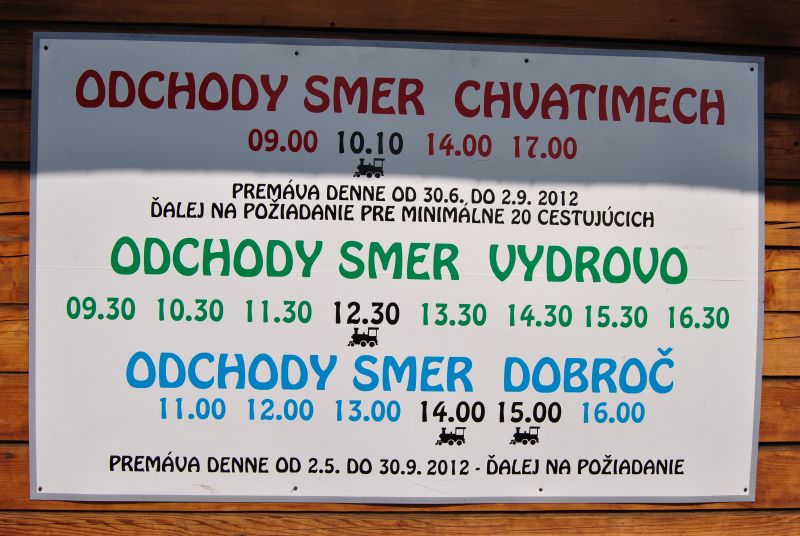 ODCHODY SMER CHVATIMECH
09.00 10.10 14.00 17.00
PREMÁVA DENNE OD 30.6. DO 2.9. 2012
ĎALEJ NA POŽIADANIE PRE MINIMÁLNE 20 CESTUJÚCICH
ODCHODY SMER VYDROVO
09.30 10.30 11.30 12.30 13.30 14.30 15.30 16.30
ODCHODY SMER DOBROČ
11.00 12.00 13.00 14.00 15.00 16.00
PREMÁVA DENNE OD 2.5. DO 30.9. 2012 - ĎALEJ NA POŽIADANIE